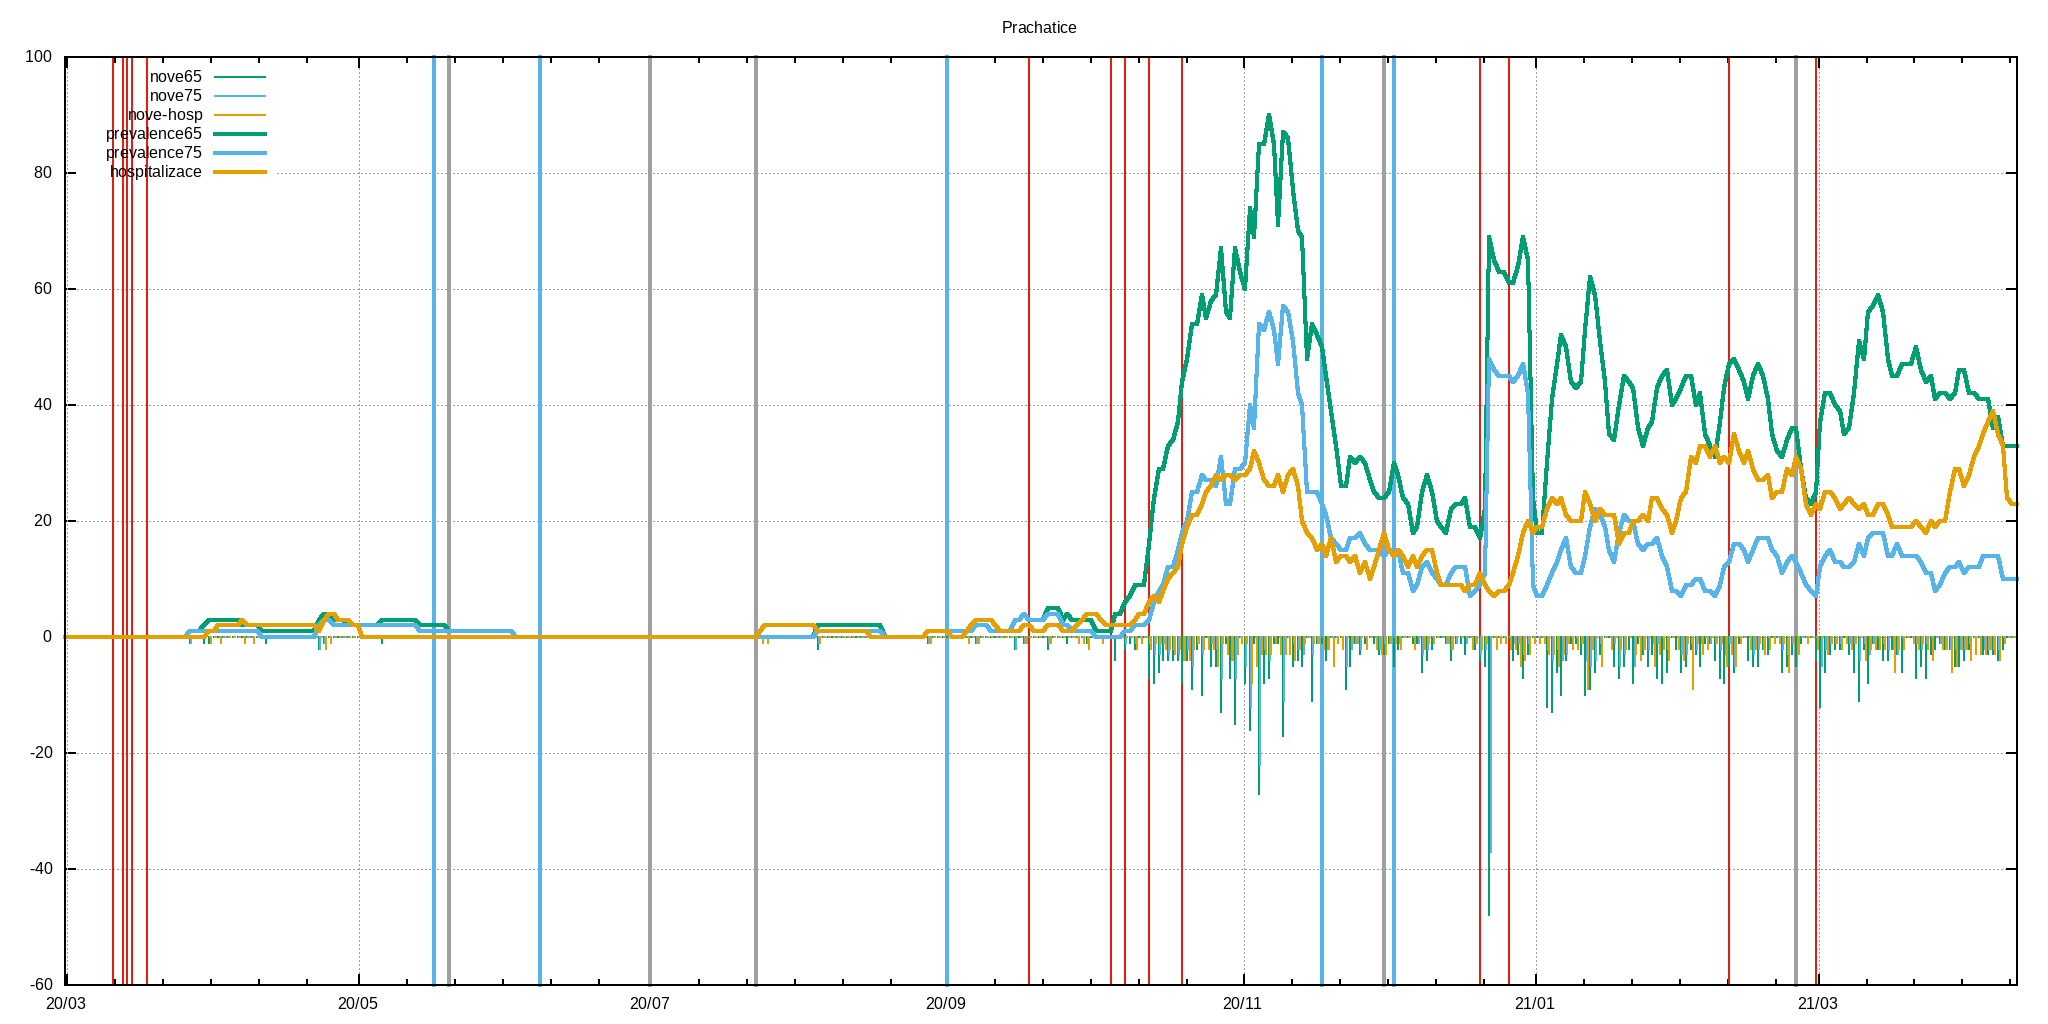 Prachatice
100
80
60
40
20
0
-20
-40
-60
nove65
nove75
nove-hosp
prevalence65
prevalence75
hospitalizace
20/03 20/05 20/07 20/09 20/11 21/01 21/03